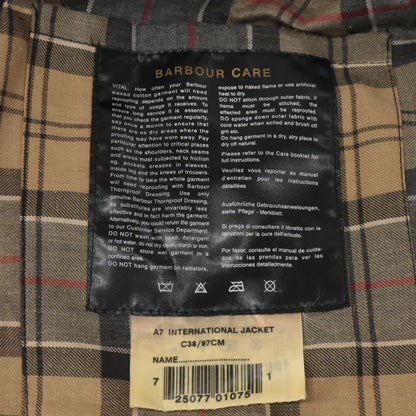 BARBOUR CARE
VITAL. How often your Barbour
waxed cotton garment will need
reproofing depends on the amount
and type of usage it receives. To
ensure long service it is essential
that you check the garment regularly,
say once a month to ensure that
there are no dry areas where the
proofing may have worn away. Pay
particular attention to critical places
such as the shoulders, neck seams
and areas most subjected to friction
eg. pockets, creases in sleeves,
inside leg and the knees of trousers.
From time to time the whole garment
will need reproofing with Barbour
Thornproof Dressing. Use only
genuine Barbour Thornproof Dressing,
as substitutes are invariably less
effective and in fact harm the garment.
Alternatively, you could return the garment
to our Customer Service Department.
DO NOT wash with soap, detergent
or hot water, do not dry clean, starch or iron.
DO NOT store wet garment in a
confined area.
DO NOT hang garment on radiators,
expose to naked flame or use artificial
heat to dry.
DO NOT stitch through outer fabric. If
items must be stitched, the
affected area must be reproofed.
DO sponge down outer fabric with
cold water when soiled and brush off
grit etc.
Do hang garment in a dry, airy place to
dry off naturally.
Please refer to the Care booklet for
full instructions.
Veuillez vous reporter au manuel
d'entretien pour les instructions
détaillées.
Ausführliche Gebrauchsanweisungen,
siehe "Pflege" - Merkblatt.
Si prega di consultare il libretto con le
istruzioni per la cura del capo.
Por favor, consulte el manual de cuida-
dos de las prendas para ver las
instrucciones detalladas.
A7 INTERNATIONAL JACKET
C38/97CM
NAME
7 25077 01075 1